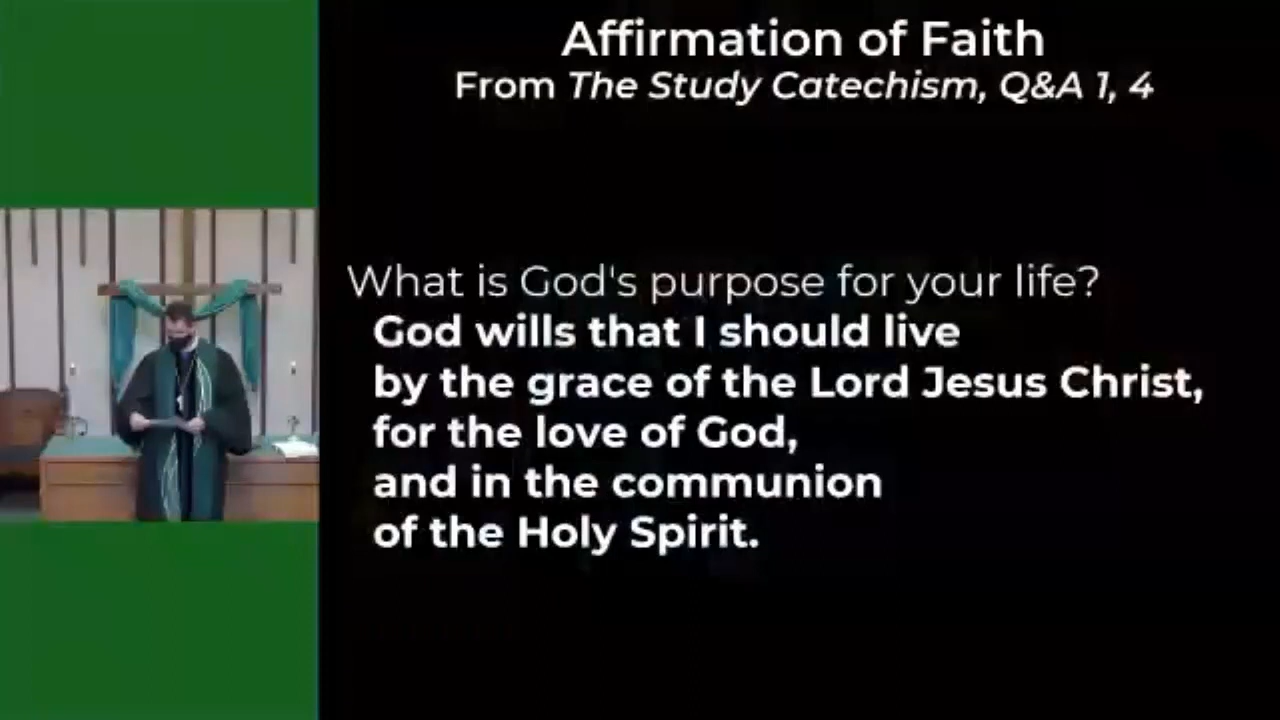 Affirmation of Faith
From The Study Catechism, Q&A 1, 4
What is God's purpose for your life?
God wills that I should live
by the grace of the Lord Jesus Christ,
for the love of God,
and in the communion
of the Holy Spirit.